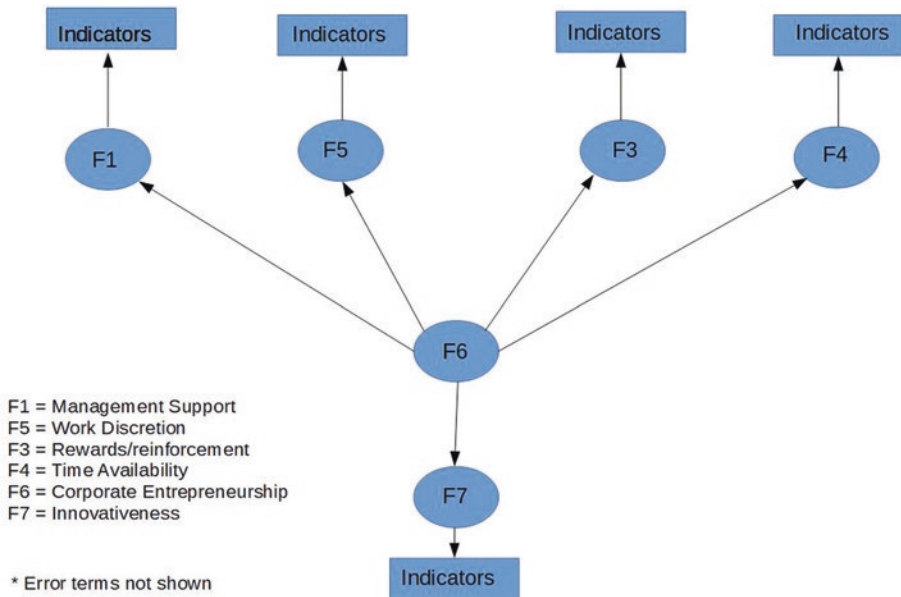 Indicators
Indicators
Indicators
Indicators
F1
F5
F3
F4
F6
F1 = Management Support
F5 = Work Discretion
F3 = Rewards/reinforcement
F4 = Time Availability
F6 = Corporate Entrepreneurship
F7 = Innovativeness
F7
Indicators
* Error terms not shown